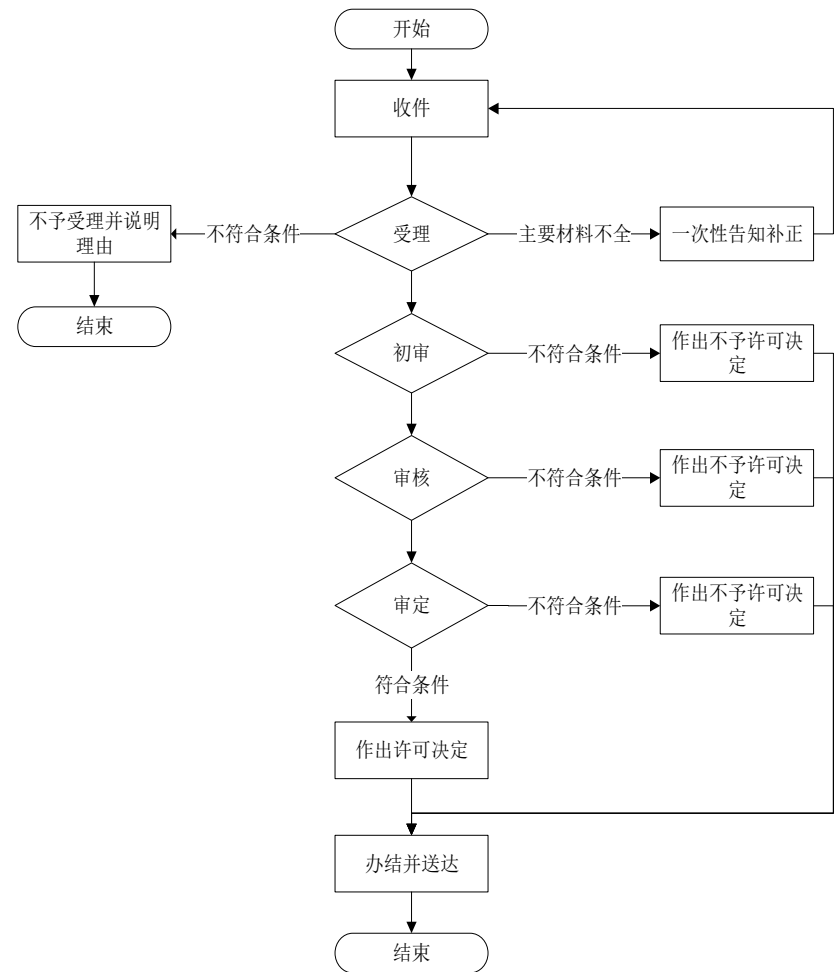 开始
收件
不予受理并说明
理由
不符合条件
受理
主要材料不全
一次性告知补正
结束
初审
不符合条件
作出不予许可决
定
审核
不符合条件
作出不予许可决
定
审定
不符合条件
作出不予许可决
定
符合条件
作出许可决定
办结并送达
结束